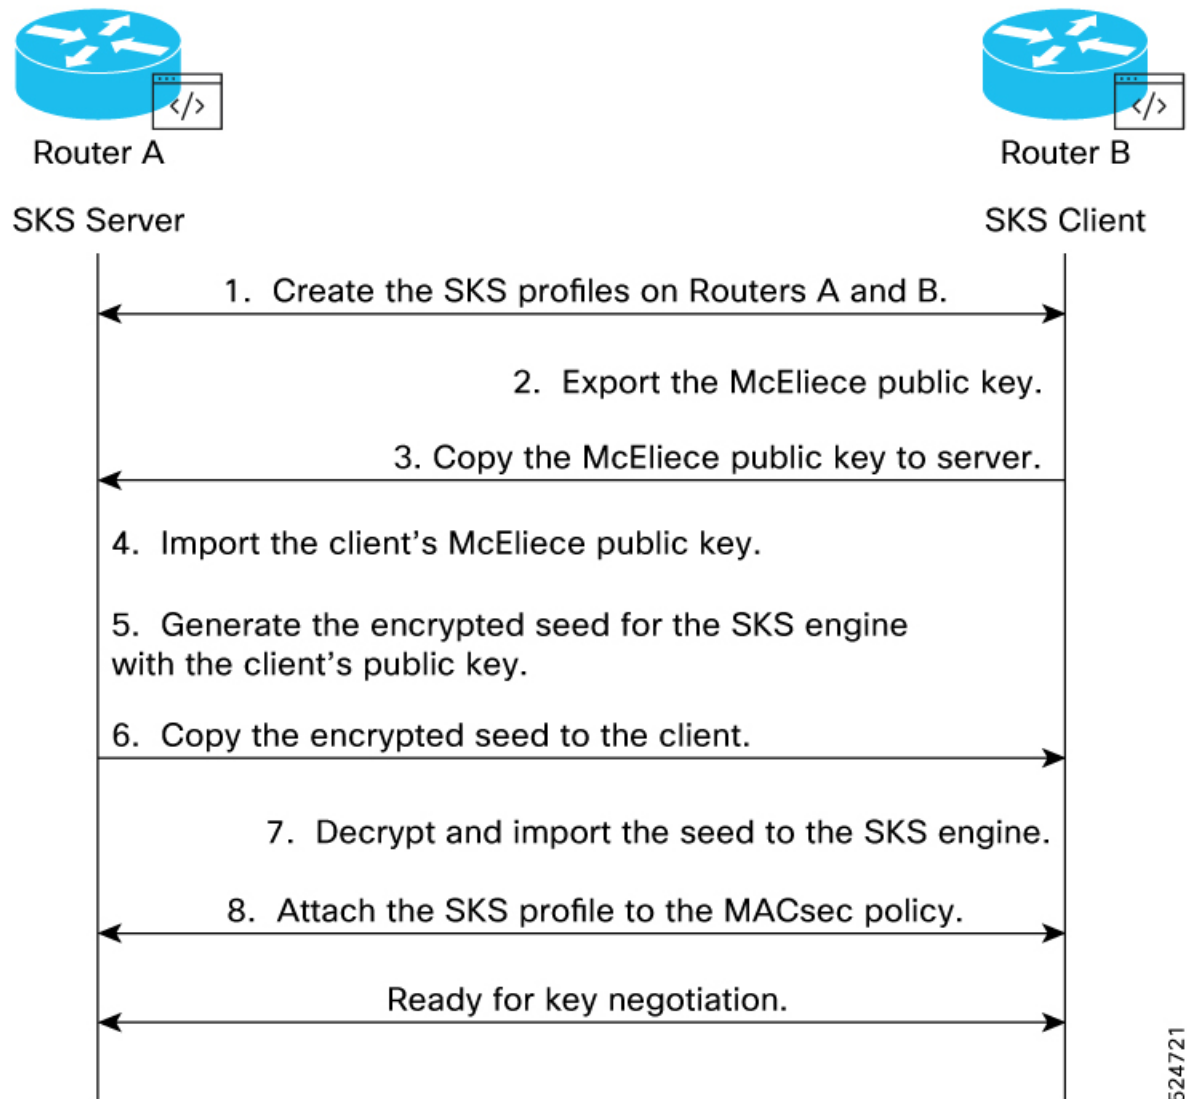 </>
</>
Router A
Router B
SKS Server
SKS Client
1. Create the SKS profiles on Routers A and B.
2. Export the McEliece public key.
3. Copy the McEliece public key to server.
4. Import the client's McEliece public key.
5. Generate the encrypted seed for the SKS engine
with the client's public key.
6. Copy the encrypted seed to the client.
7. Decrypt and import the seed to the SKS engine.
8. Attach the SKS profile to the MACsec policy.
Ready for key negotiation.
524721